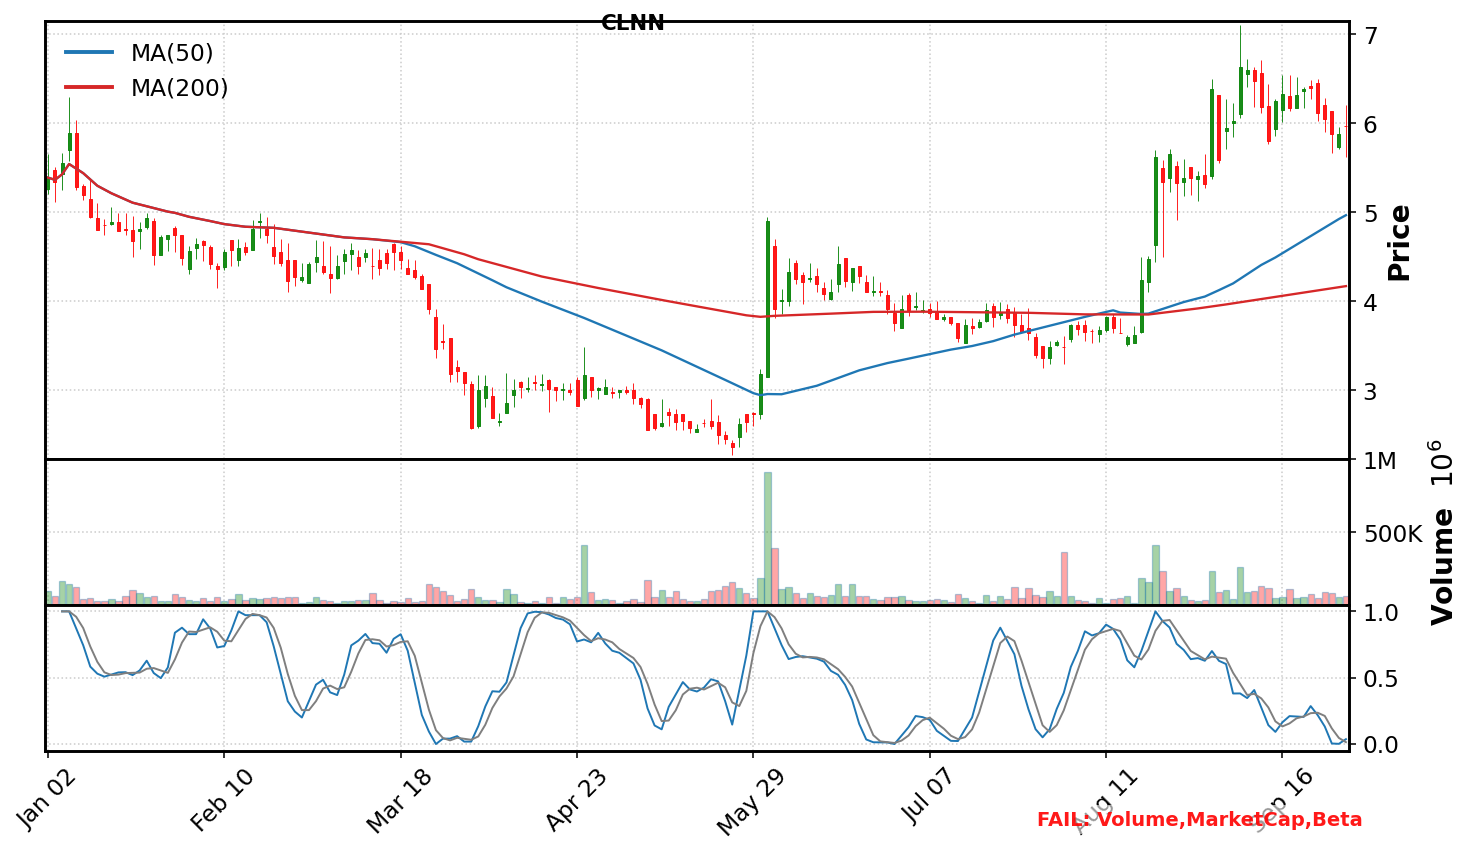 CLNN
MA(50)
MA(200)
7
6
5
4
3
Price
1M
500K
Volume 10^6
1.0
0.5
0.0
Jan 02
Feb 10
Mar 18
Apr 23
May 29
Jul 07
Aug 11
Sep 16
FAIL: Volume,MarketCap,Beta